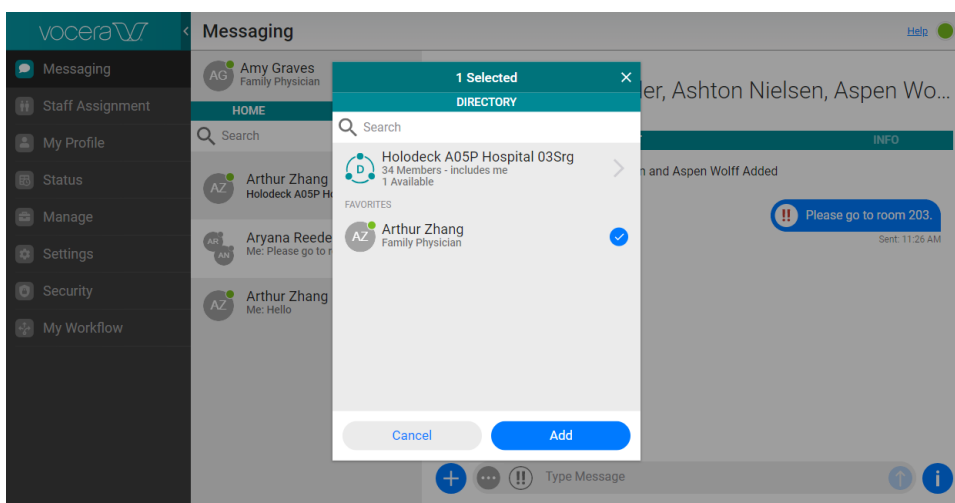 vocera
Messaging
Help
Messaging
Staff Assignment
My Profile
Status
Manage
Settings
Security
My Workflow
AG
Amy Graves
Family Physician
HOME
Search
AZ
Arthur Zhang
Holodeck A05P H
AR
AN
Aryana Reede
Me: Please go to r
AZ
Arthur Zhang
Me: Hello
1 Selected
DIRECTORY
Search
D
Holodeck A05P Hospital 03Srg
34 Members - includes me
1 Available
FAVORITES
AZ
Arthur Zhang
Family Physician
Cancel
Add
ler, Ashton Nielsen, Aspen Wo...
INFO
n and Aspen Wolff Added
!! Please go to room 203.
Sent: 11:26 AM
!!
Type Message